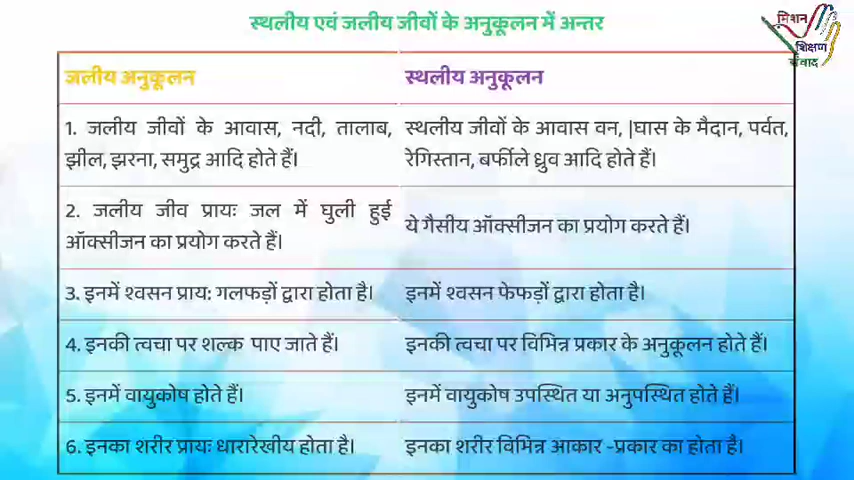 स्थलीय एवं जलीय जीवों के अनुकूलन में अन्तर
मिशन
शिक्षण
संवाद
जलीय अनुकूलन
स्थलीय अनुकूलन
1. जलीय जीवों के आवास, नदी, तालाब,
झील, झरना, समुद्र आदि होते हैं।
स्थलीय जीवों के आवास वन, |घास के मैदान, पर्वत,
रेगिस्तान, बर्फीले ध्रुव आदि होते हैं।
2. जलीय जीव प्रायः जल में घुली हुई
ऑक्सीजन का प्रयोग करते हैं।
ये गैसीय ऑक्सीजन का प्रयोग करते हैं।
3. इनमें श्वसन प्राय: गलफड़ों द्वारा होता है।
इनमें श्वसन फेफड़ों द्वारा होता है।
4. इनकी त्वचा पर शल्क पाए जाते हैं।
इनकी त्वचा पर विभिन्न प्रकार के अनुकूलन होते हैं।
5. इनमें वायुकोष होते हैं।
इनमें वायुकोष उपस्थित या अनुपस्थित होते हैं।
6. इनका शरीर प्रायः धारारेखीय होता है।
इनका शरीर विभिन्न आकार -प्रकार का होता है।